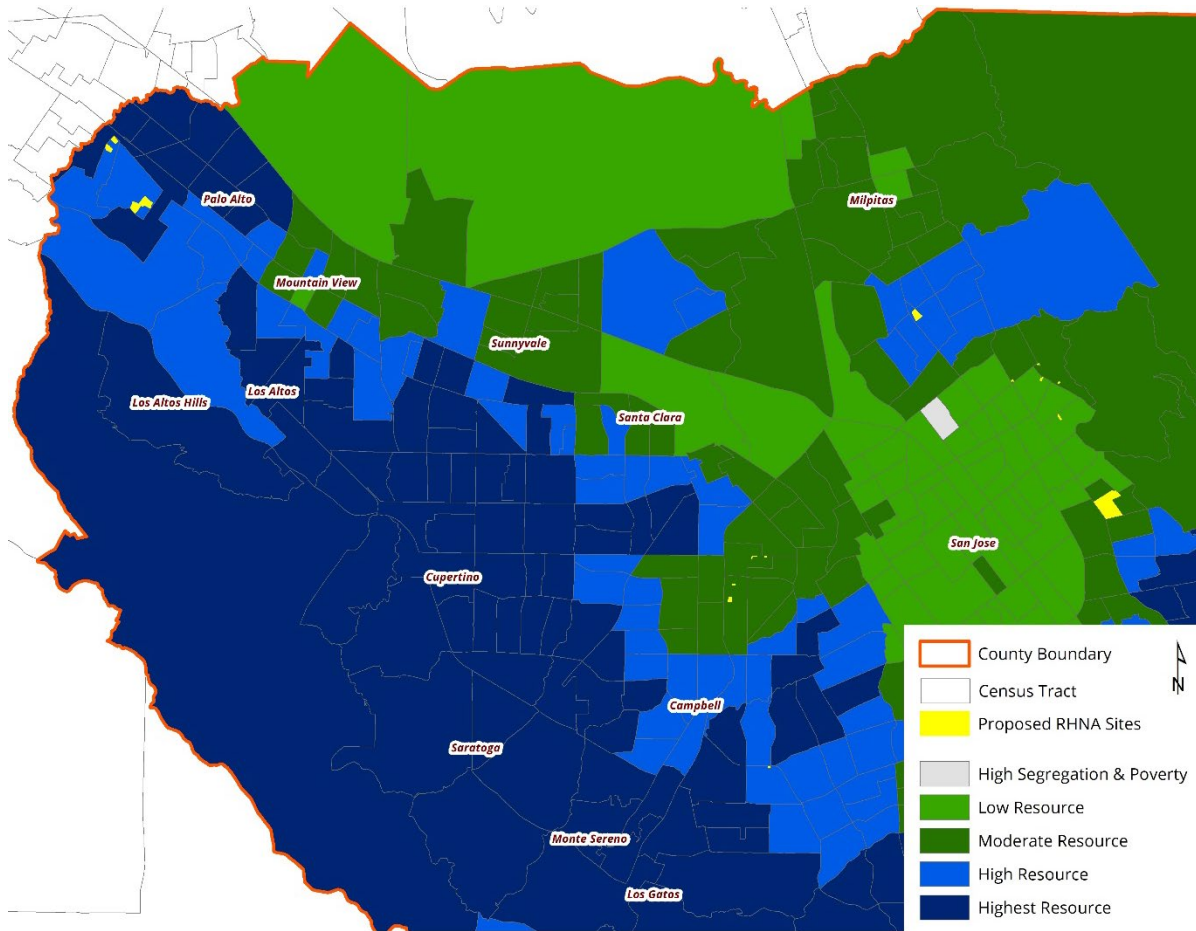 Palo Alto
Milpitas
Mountain View
Sunnyvale
Los Altos
Los Altos Hills
Santa Clara
San Jose
Cupertino
Campbell
Saratoga
Monte Sereno
Los Gatos
County Boundary
Census Tract
Proposed RHNA Sites
High Segregation & Poverty
Low Resource
Moderate Resource
High Resource
Highest Resource
N